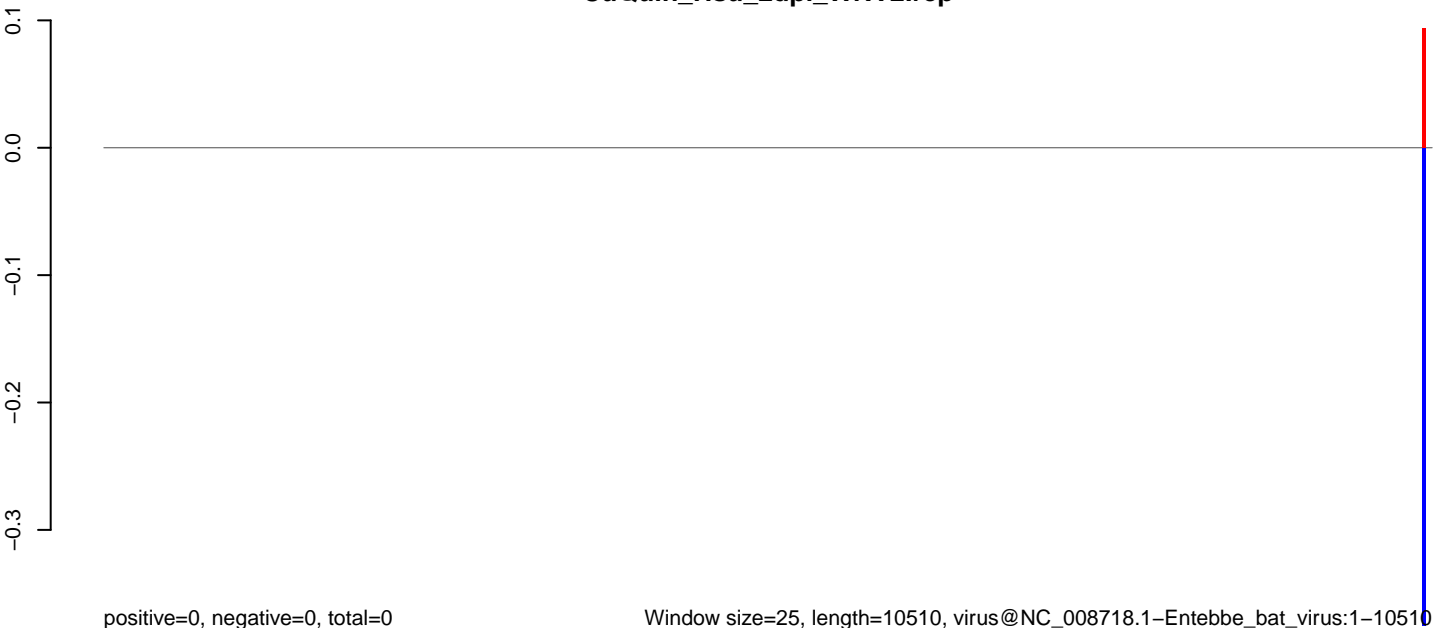 0.1
0.0
−0.1
−0.2
−0.3
positive=0, negative=0, total=0
Window size=25, length=10510, virus@NC_008718.1−Entebbe_bat_virus:1−10510